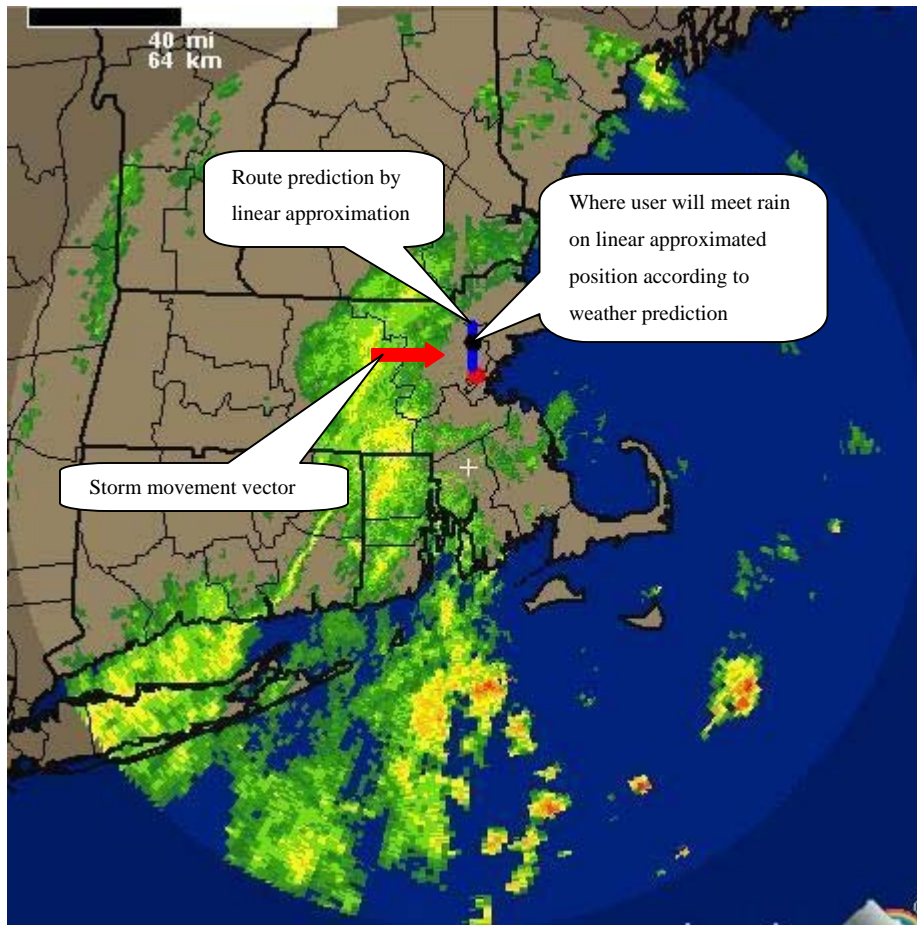 40 mi
64 km
Route prediction by
linear approximation
Where user will meet rain
on linear approximated
position according to
weather prediction
Storm movement vector